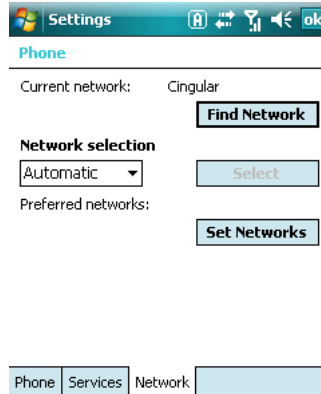 Settings A ok
Phone
Current network: Cingular
Find Network
Network selection
Automatic Select
Preferred networks:
Set Networks
Phone Services Network